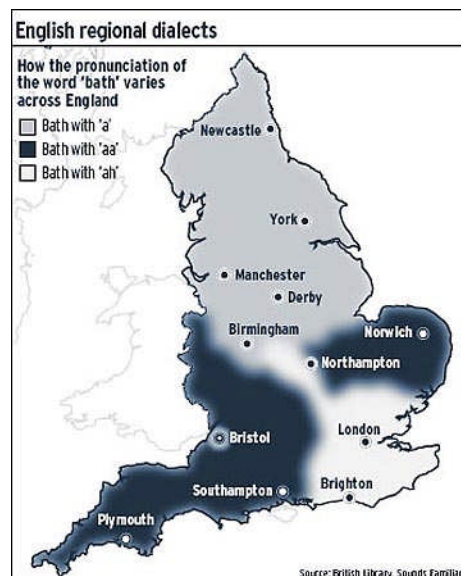 English regional dialects
How the pronunciation of
the word 'bath' varies
across England
Bath with 'a'
Bath with 'aa'
Bath with 'ah'
Newcastle
York
Manchester
Derby
Birmingham
Norwich
Northampton
Bristol
London
Southampton
Brighton
Plymouth
Source: British Library, Sounds Familiar